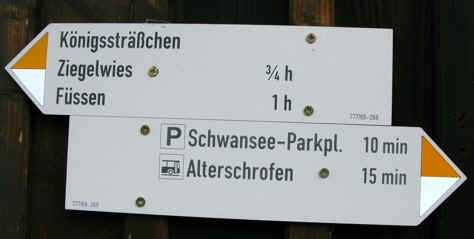 Königssträßchen
Ziegelwies ¾ h
Füssen 1 h
P Schwansee-Parkpl. 10 min
Alterschrofen 15 min